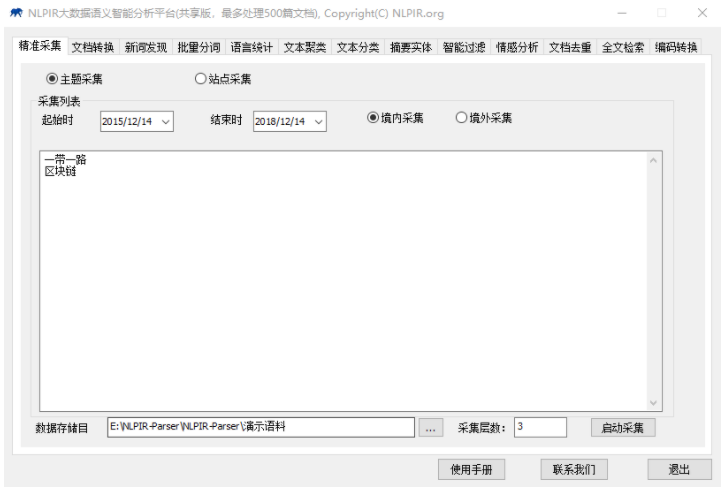 NLPIR大数据语义智能分析平台(共享版，最多处理500篇文档), Copyright(C) NLPIR.org
精准采集 文档转换 新词发现 批量分词 语言统计 文本聚类 文本分类 摘要实体 智能过滤 情感分析 文档去重 全文检索 编码转换
主题采集 站点采集
采集列表
起始时 2015/12/14 结束时 2018/12/14 境内采集 境外采集
一带一路
区块链
数据存储目 E:\NLPIR-Parser\NLPIR-Parser\演示语料 ... 采集层数： 3 启动采集
使用手册 联系我们 退出